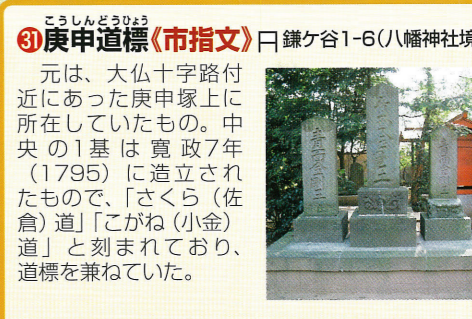 こうしんどうひょう
㉛庚申道標《市指文》鎌ケ谷1-6(八幡神社境
元は、大仏十字路付
近にあった庚申塚上に
所在していたもの。中
央の1基は寛政7年
（1795）に造立され
たもので、「さくら（佐
倉）道」「こがね（小金）
道」と刻まれており、
道標を兼ねていた。
青面金剛王